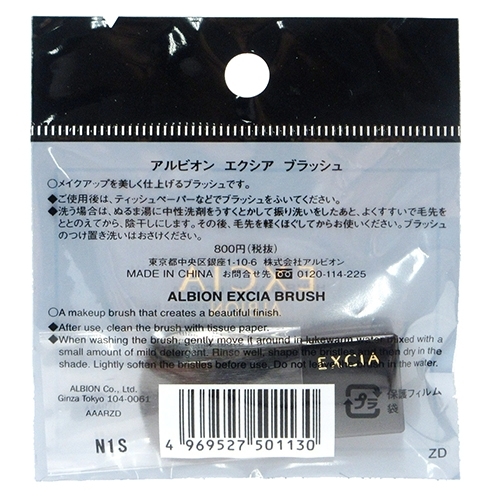 アルビオン エクシア ブラッシュ
○メイクアップを美しく仕上げるブラッシュです。
◆ご使用後は、ティッシュペーパーなどでブラッシュをふいてください。
◆洗う場合は、ぬるま湯に中性洗剤をうすくとかして振り洗いをしたあと、よくすすいで毛先を
ととのえてから、陰干しにします。その後、毛先を軽くほぐしてからお使いください。ブラッシュ
のつけ置き洗いはおさけください。
800円(税抜)
東京都中央区銀座1-10-6 株式会社アルビオン
MADE IN CHINA お問合せ先 0120-114-225
ALBION EXCIA BRUSH
○A makeup brush that creates a beautiful finish.
◆After use, clean the brush with tissue paper.
◆When washing the brush, gently move it around in lukewarm water mixed with a
small amount of mild detergent. Rinse well, shape the bristles and then dry in the
shade. Lightly soften the bristles before use. Do not leave in the water.
EXCIA
ALBION Co., Ltd.
Ginza Tokyo 104-0061
AAARZS
プラ
保護フィルム
袋
N1S
4 969527 501130
ZD